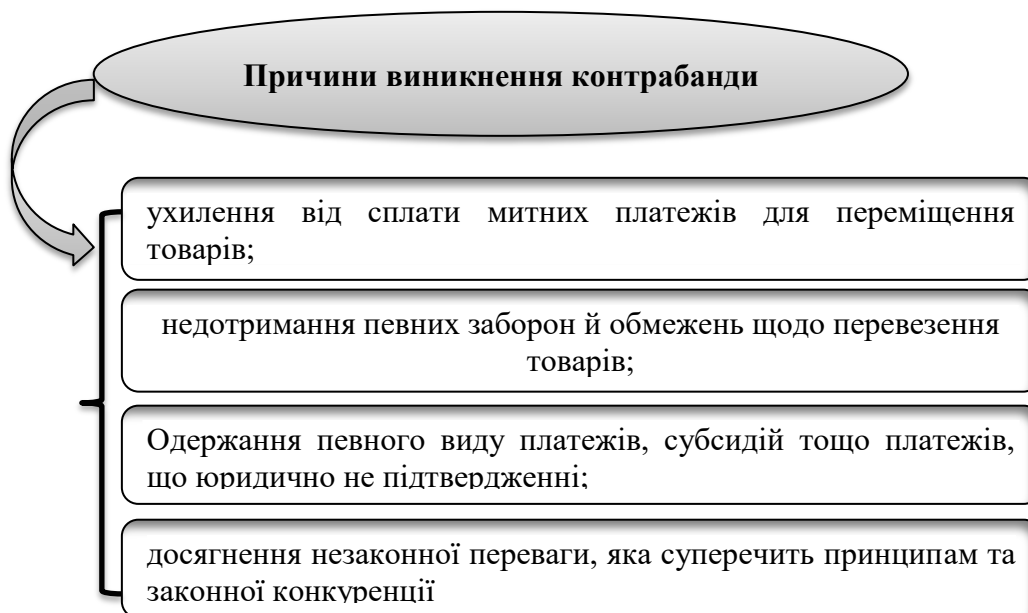 Причини виникнення контрабанди
ухилення від сплати митних платежів для переміщення
товарів;
недотримання певних заборон й обмежень щодо перевезення
товарів;
Одержання певного виду платежів, субсидій тощо платежів,
що юридично не підтвердженні;
досягнення незаконної переваги, яка суперечить принципам та
законної конкуренції